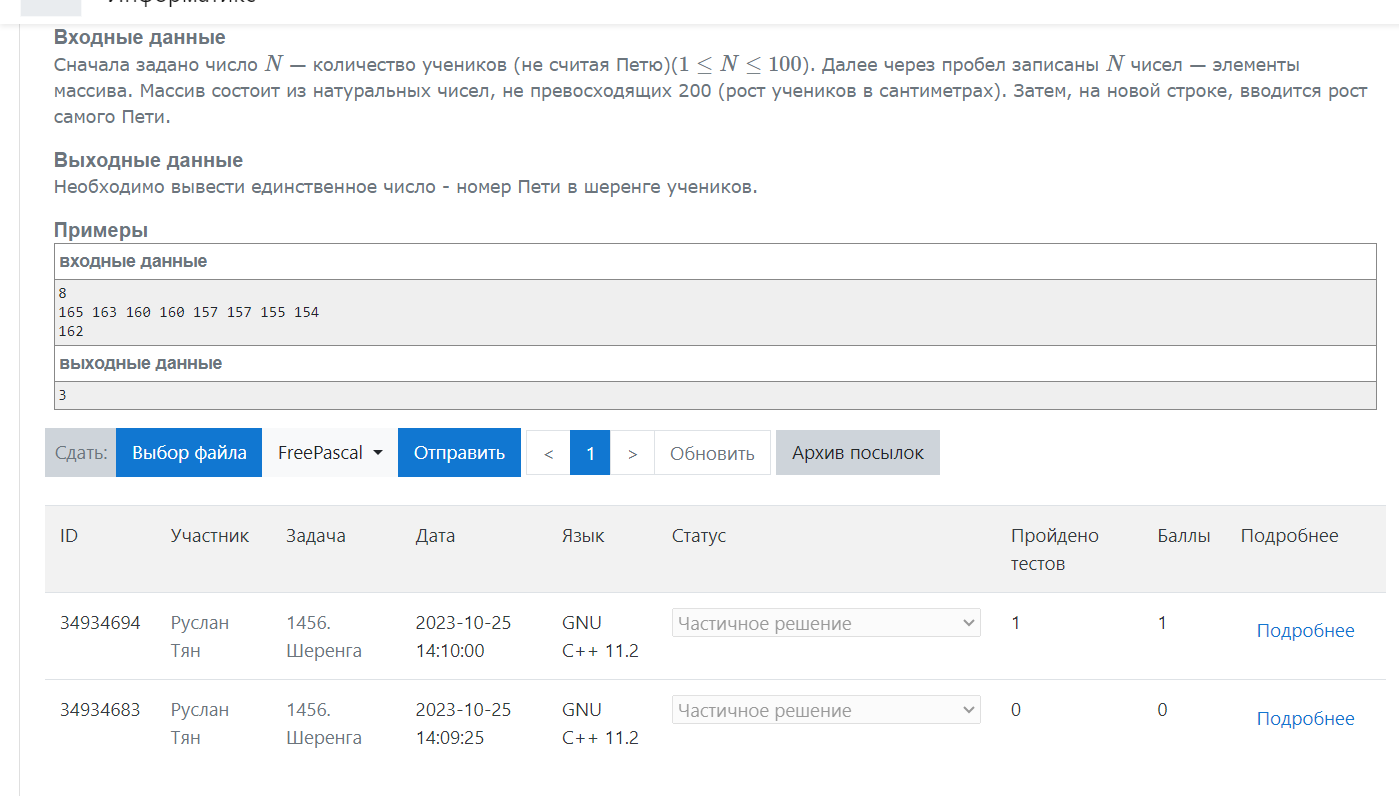 Входные данные
Сначала задано число N — количество учеников (не считая Петю)(1 ≤ N ≤ 100). Далее через пробел записаны N чисел — элементы
массива. Массив состоит из натуральных чисел, не превосходящих 200 (рост учеников в сантиметрах). Затем, на новой строке, вводится рост
самого Пети.
Выходные данные
Необходимо вывести единственное число - номер Пети в шеренге учеников.
Примеры
входные данные
8
165 163 160 160 157 157 155 154
162
выходные данные
3
Сдать: Выбор файла FreePascal Отправить < 1 > Обновить Архив посылок
ID Участник Задача Дата Язык Статус Пройдено Баллы Подробнее
тестов
34934694 Руслан 1456. 2023-10-25 GNU Частичное решение 1 1 Подробнее
Тян Шеренга 14:10:00 C++ 11.2
34934683 Руслан 1456. 2023-10-25 GNU Частичное решение 0 0 Подробнее
Тян Шеренга 14:09:25 C++ 11.2